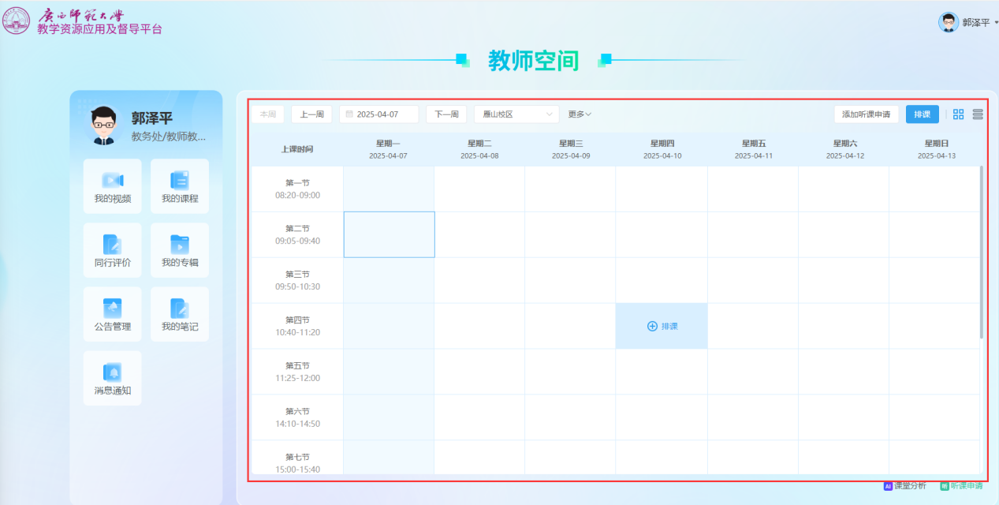 广西师范大学
教学资源应用及督导平台
郭泽平
教师空间
郭泽平
教务处/教师教...
我的视频 我的课程
同行评价 我的专辑
公告管理 我的笔记
消息通知
本周 上一周 2025-04-07 下一周 雁山校区 更多 添加听课申请 排课
上课时间 星期一 星期二 星期三 星期四 星期五 星期六 星期日
2025-04-07 2025-04-08 2025-04-09 2025-04-10 2025-04-11 2025-04-12 2025-04-13
第一节
08:20-09:00
第二节
09:05-09:40
第三节
09:50-10:30
第四节
10:40-11:20
排课
第五节
11:25-12:00
第六节
14:10-14:50
第七节
15:00-15:40
AI 课堂分析 听 听课申请